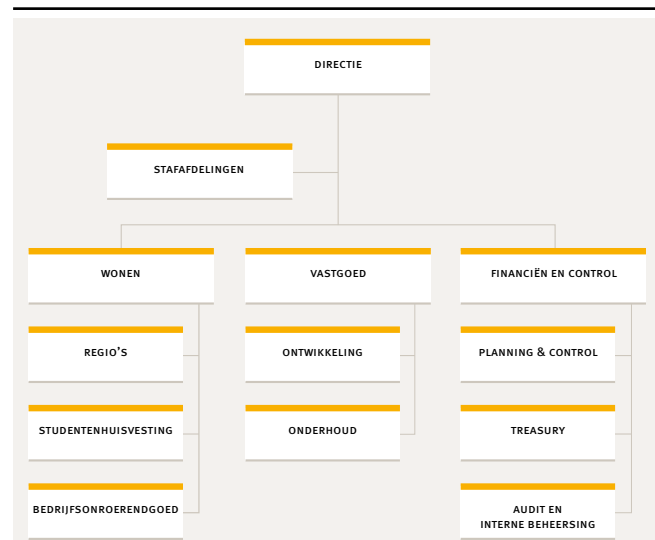 DIRECTIE
STAFAFDELINGEN
WONEN
VASTGOED
FINANCIËN EN CONTROL
REGIO'S
ONTWIKKELING
PLANNING & CONTROL
STUDENTENHUISVESTING
ONDERHOUD
TREASURY
BEDRIJFSONROERENDGOED
AUDIT EN
INTERNE BEHEERSING